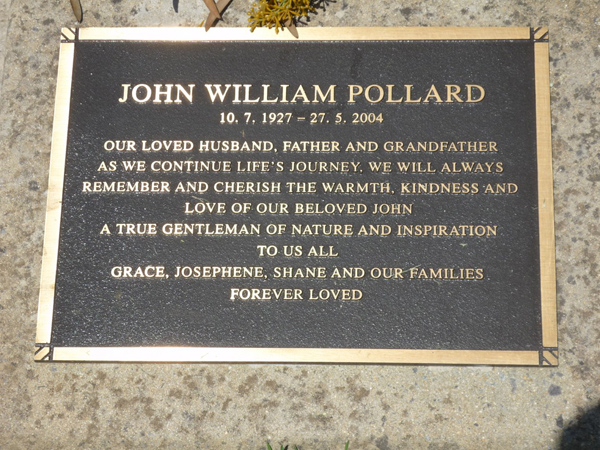 JOHN WILLIAM POLLARD
10. 7. 1927 – 27. 5. 2004
OUR LOVED HUSBAND, FATHER AND GRANDFATHER
AS WE CONTINUE LIFE'S JOURNEY, WE WILL ALWAYS
REMEMBER AND CHERISH THE WARMTH, KINDNESS AND
LOVE OF OUR BELOVED JOHN
A TRUE GENTLEMAN OF NATURE AND INSPIRATION
TO US ALL
GRACE, JOSEPHENE, SHANE AND OUR FAMILIES
FOREVER LOVED